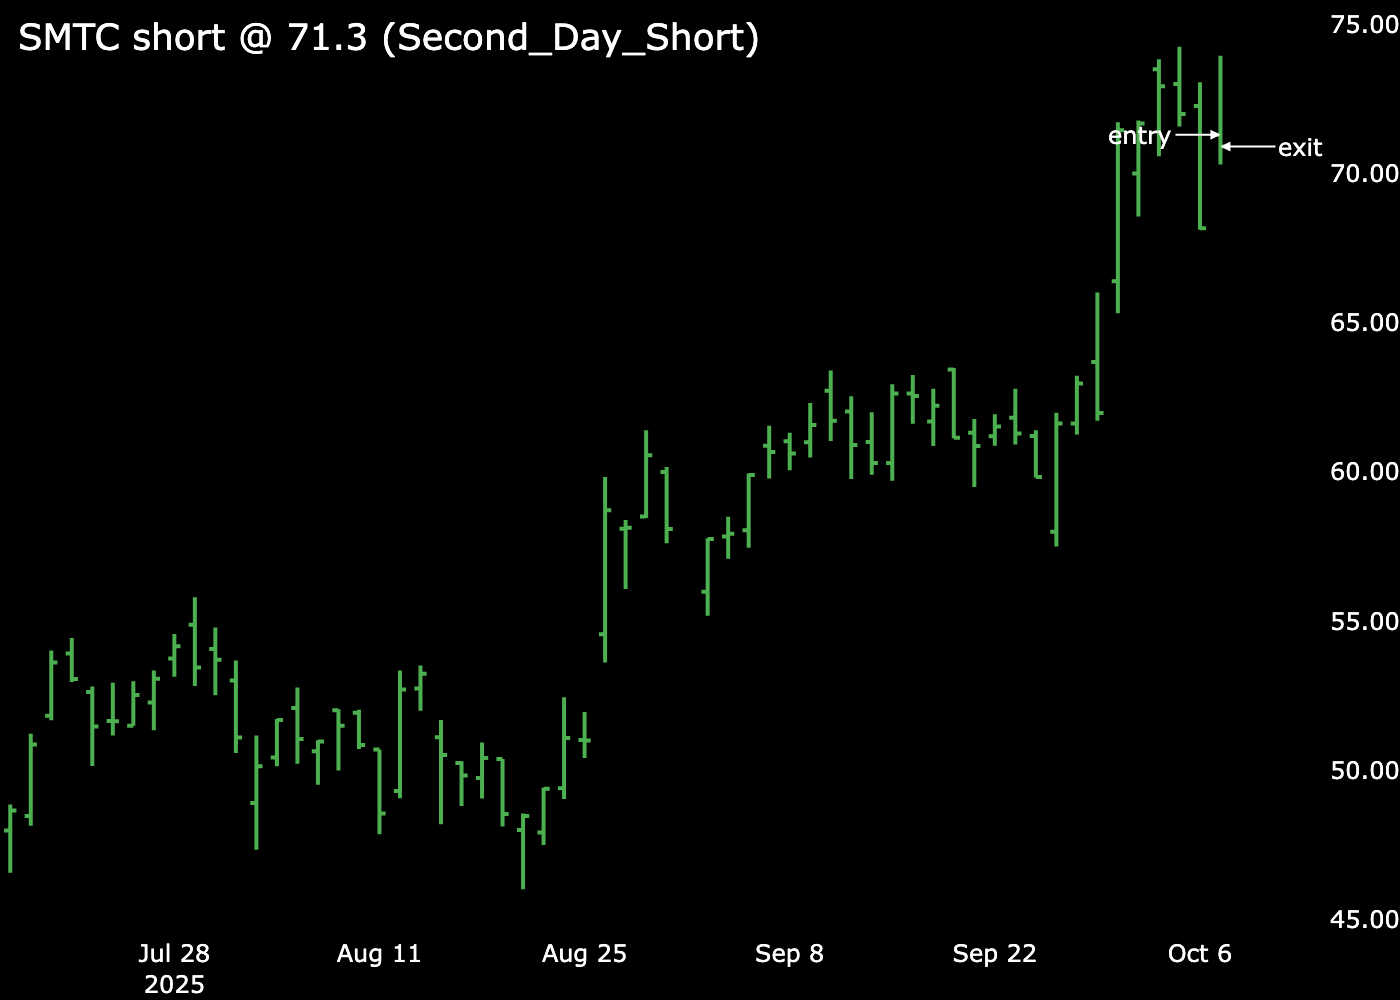 SMTC short @ 71.3 (Second_Day_Short)
75.00
entry
exit
70.00
65.00
60.00
55.00
50.00
45.00
Jul 28
2025
Aug 11
Aug 25
Sep 8
Sep 22
Oct 6